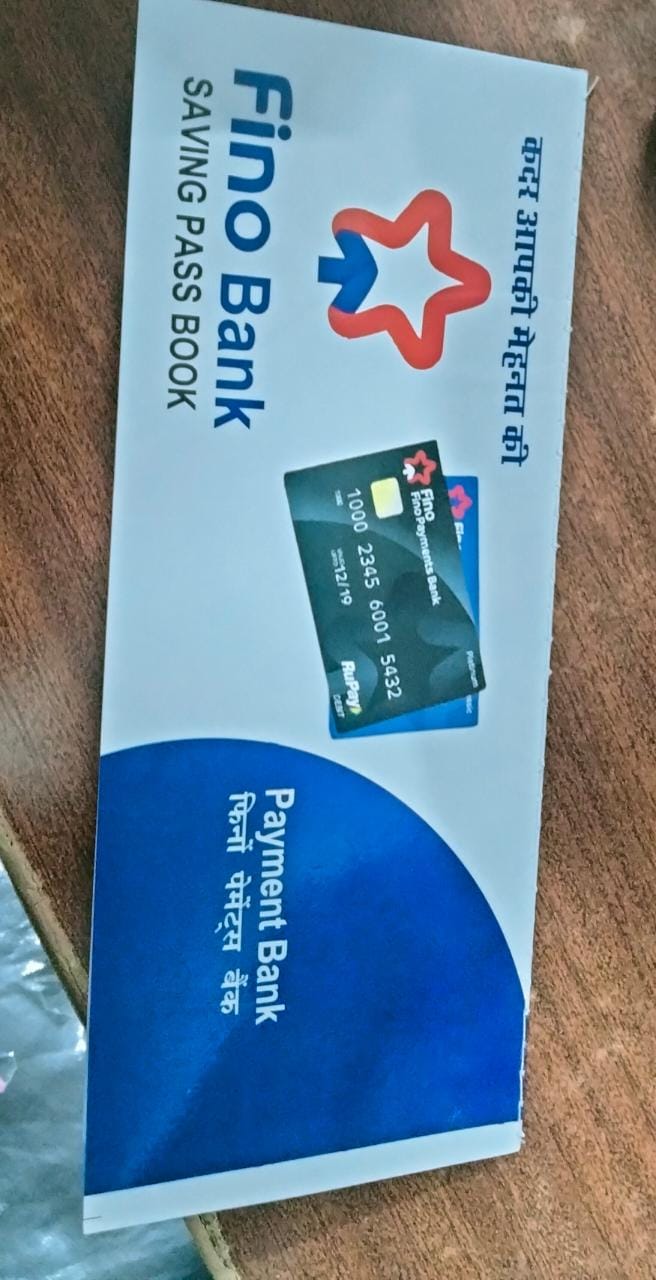 कदर आपकी मेहनत की
Fino Bank
SAVING PASS BOOK
Fino
Fino Payments Bank
1000 2345 6001 5432
12/19
RuPay
Platinum
Payment Bank
फिनों पेमेंट्स बैंक